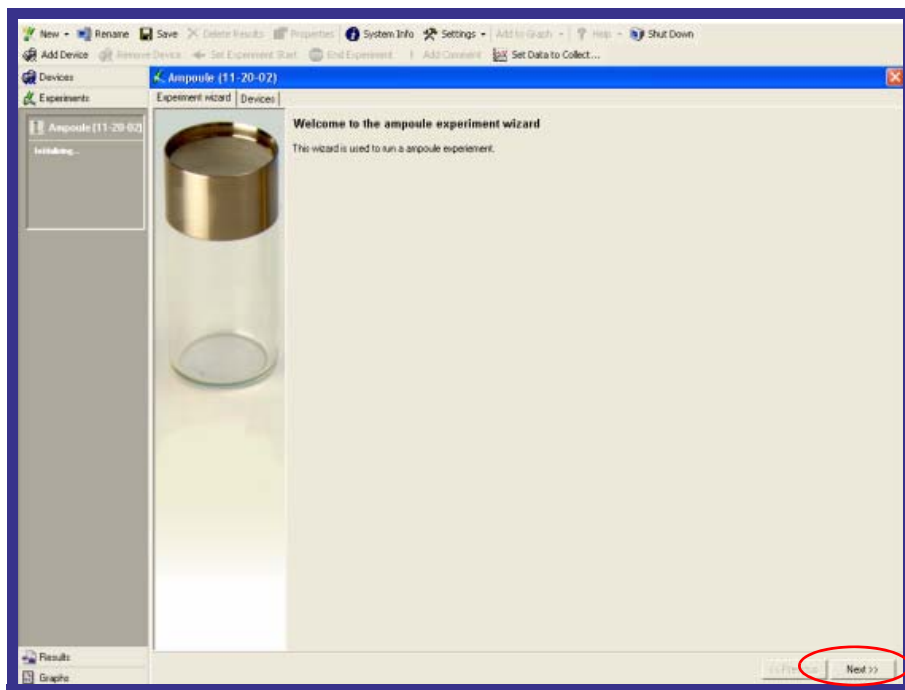 New Rename Save Delete Results Properties System Info Settings Add to Graph Help Shut Down
Add Device Remove Device Set Experiment Start End Experiment Add Comment Set Data to Collect ...
Devices
Ampoule (11-20-02)
Experiments
Experiment wizard Devices
Ampoule (11-20-02)
Initialising...
Welcome to the ampoule experiment wizard
This wizard is used to run a ampoule experiement.
Results
Graphs
Next >>